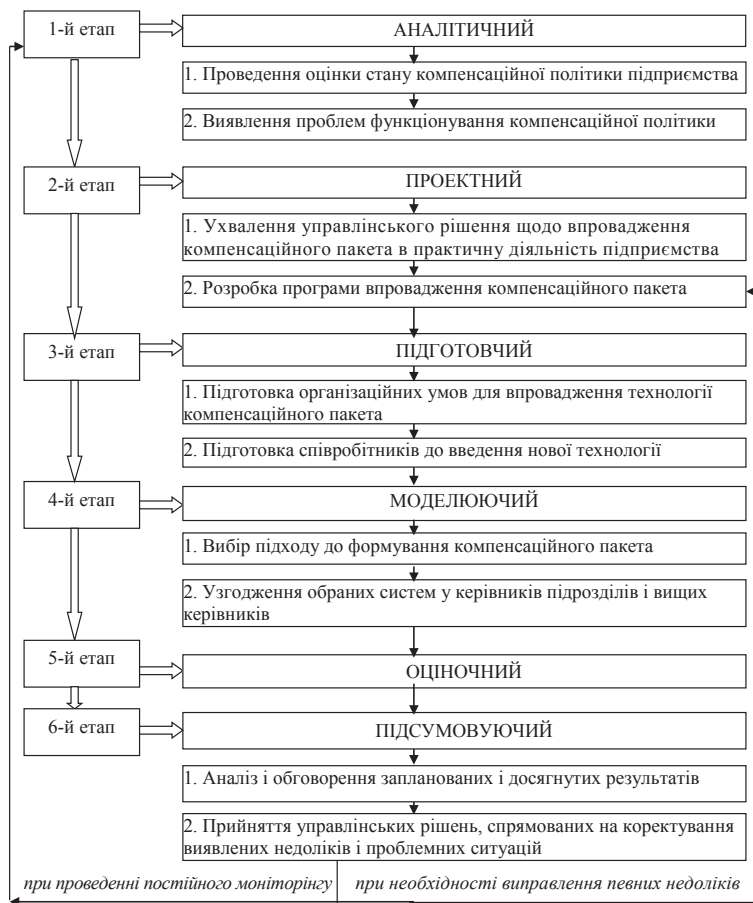 1-й етап
АНАЛІТИЧНИЙ
1. Проведення оцінки стану компенсаційної політики підприємства
2. Виявлення проблем функціонування компенсаційної політики
2-й етап
ПРОЕКТНИЙ
1. Ухвалення управлінського рішення щодо впровадження
компенсаційного пакета в практичну діяльність підприємства
2. Розробка програми впровадження компенсаційного пакета
3-й етап
ПІДГОТОВЧИЙ
1. Підготовка організаційних умов для впровадження технології
компенсаційного пакета
2. Підготовка співробітників до введення нової технології
4-й етап
МОДЕЛЮЮЧИЙ
1. Вибір підходу до формування компенсаційного пакета
2. Узгодження обраних систем у керівників підрозділів і вищих
керівників
5-й етап
ОЦІНОЧНИЙ
6-й етап
ПІДСУМОВУЮЧИЙ
1. Аналіз і обговорення запланованих і досягнутих результатів
2. Прийняття управлінських рішень, спрямованих на коректування
виявлених недоліків і проблемних ситуацій
при проведенні постійного моніторінгу
при необхідності виправлення певних недоліків